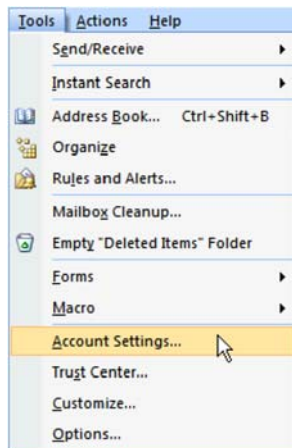 Tools Actions Help
Send/Receive
Instant Search
Address Book... Ctrl+Shift+B
Organize
Rules and Alerts...
Mailbox Cleanup...
Empty "Deleted Items" Folder
Forms
Macro
Account Settings...
Trust Center...
Customize...
Options...